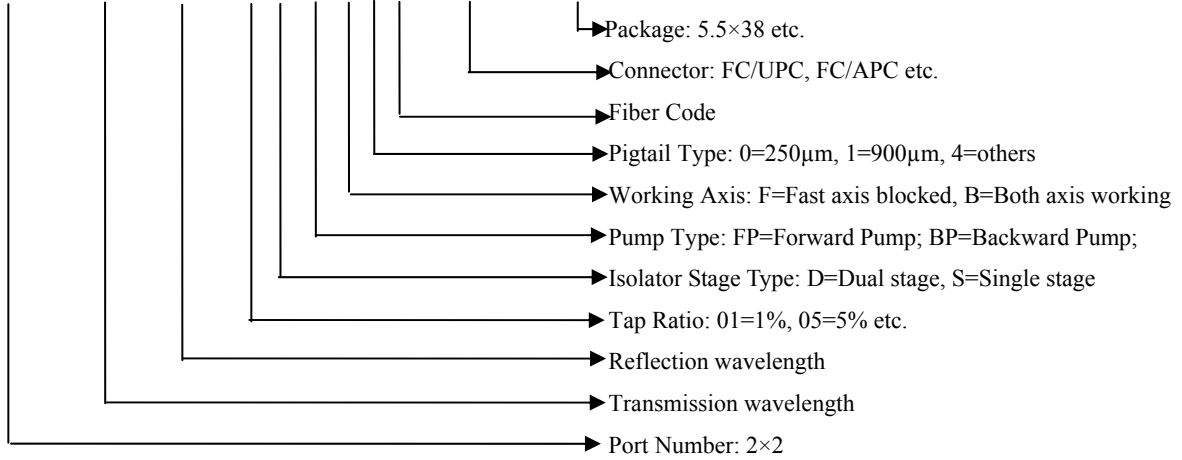 Package: 5.5×38 etc.
Connector: FC/UPC, FC/APC etc.
Fiber Code
Pigtail Type: 0=250µm, 1=900µm, 4=others
Working Axis: F=Fast axis blocked, B=Both axis working
Pump Type: FP=Forward Pump; BP=Backward Pump;
Isolator Stage Type: D=Dual stage, S=Single stage
Tap Ratio: 01=1%, 05=5% etc.
Reflection wavelength
Transmission wavelength
Port Number: 2×2